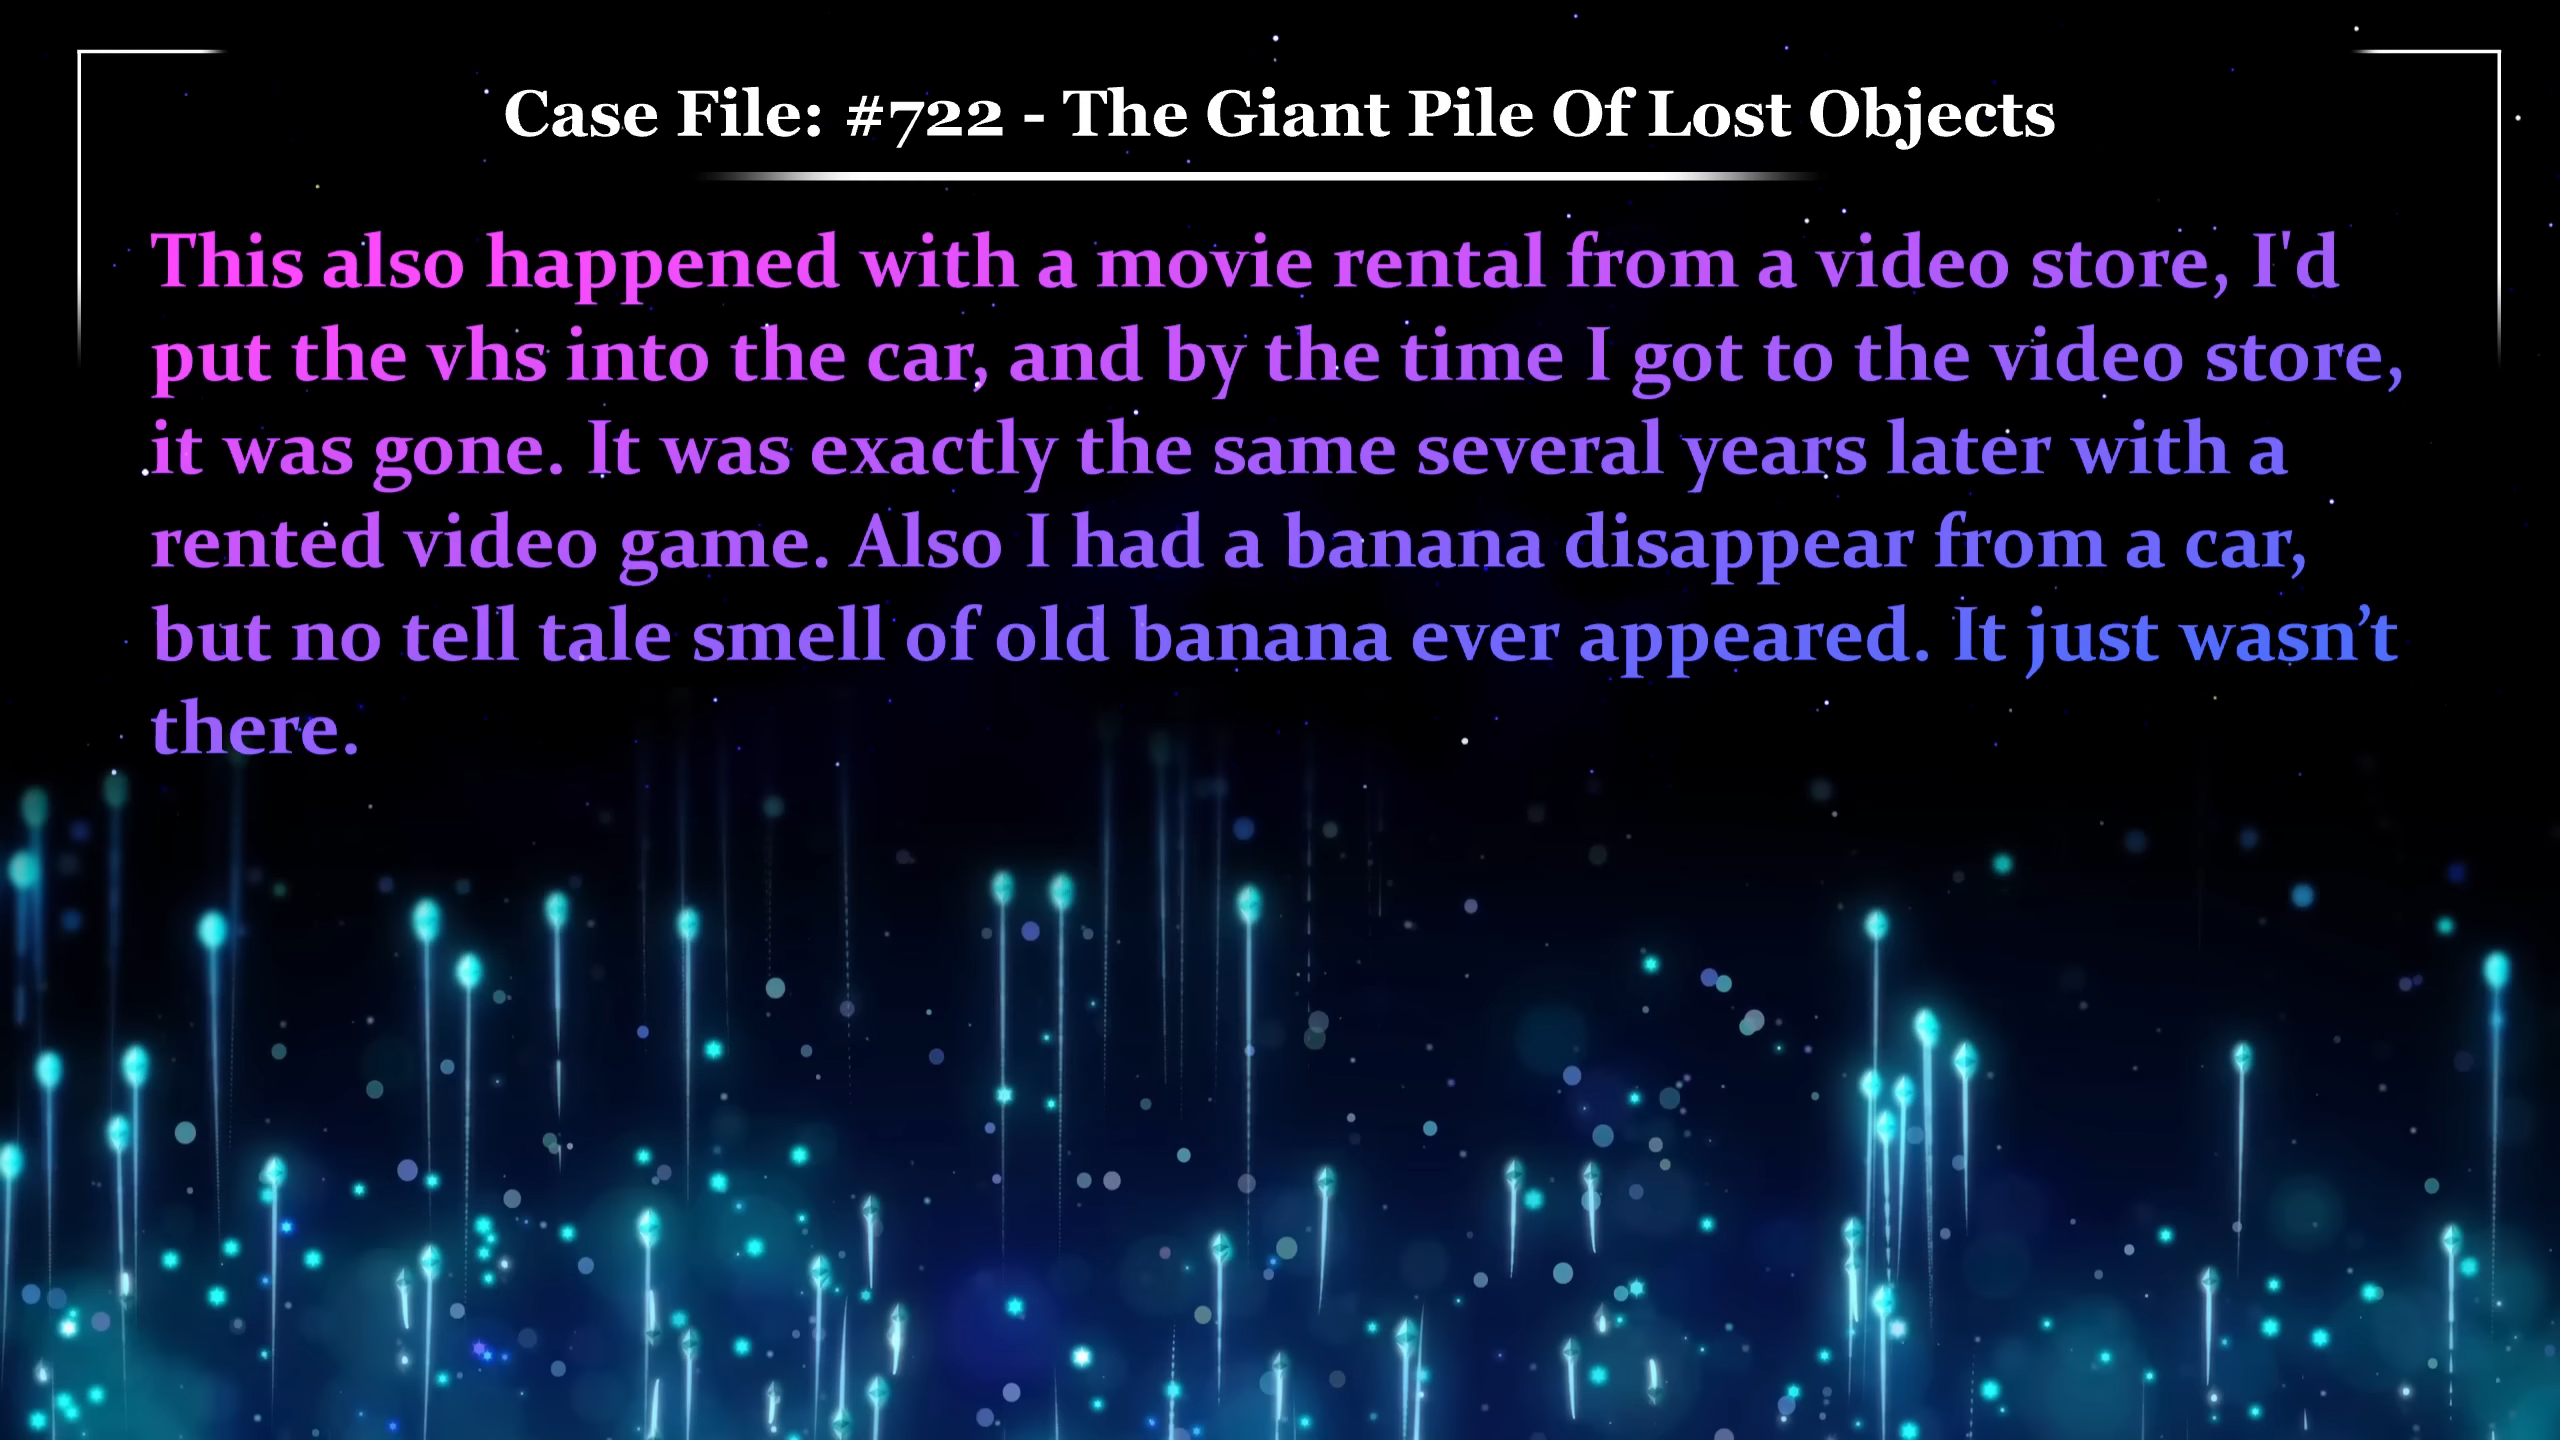 Case File: #722 - The Giant Pile Of Lost Objects
This also happened with a movie rental from a video store, I'd
put the vhs into the car, and by the time I got to the video store,
it was gone. It was exactly the same several years later with a
rented video game. Also I had a banana disappear from a car,
but no tell tale smell of old banana ever appeared. It just wasn’t
there.